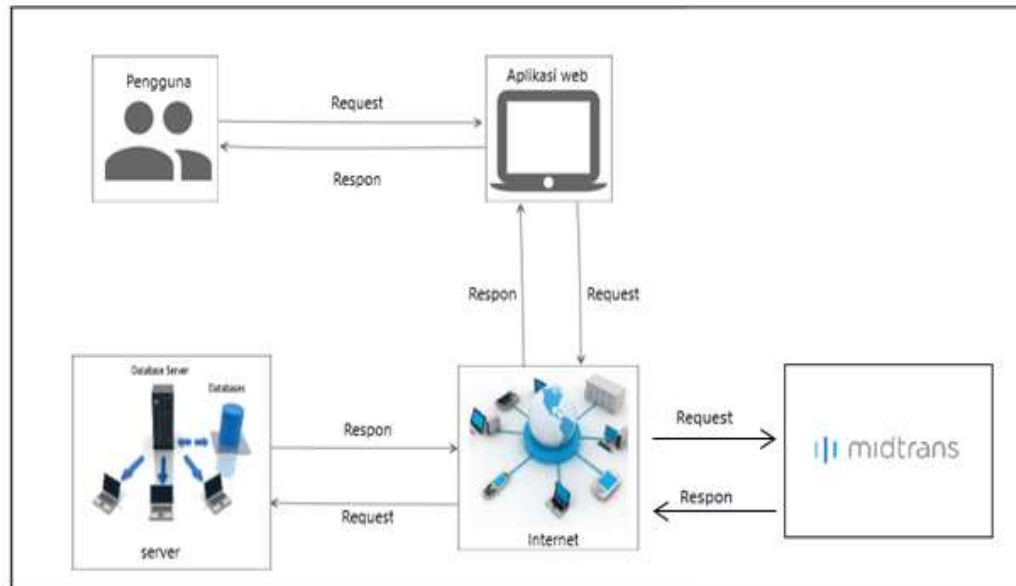 Pengguna
Aplikasi web
Request
Respon
Respon
Request
Database Server
Databases
Respon
Request
server
Internet
Request
Respon
midtrans